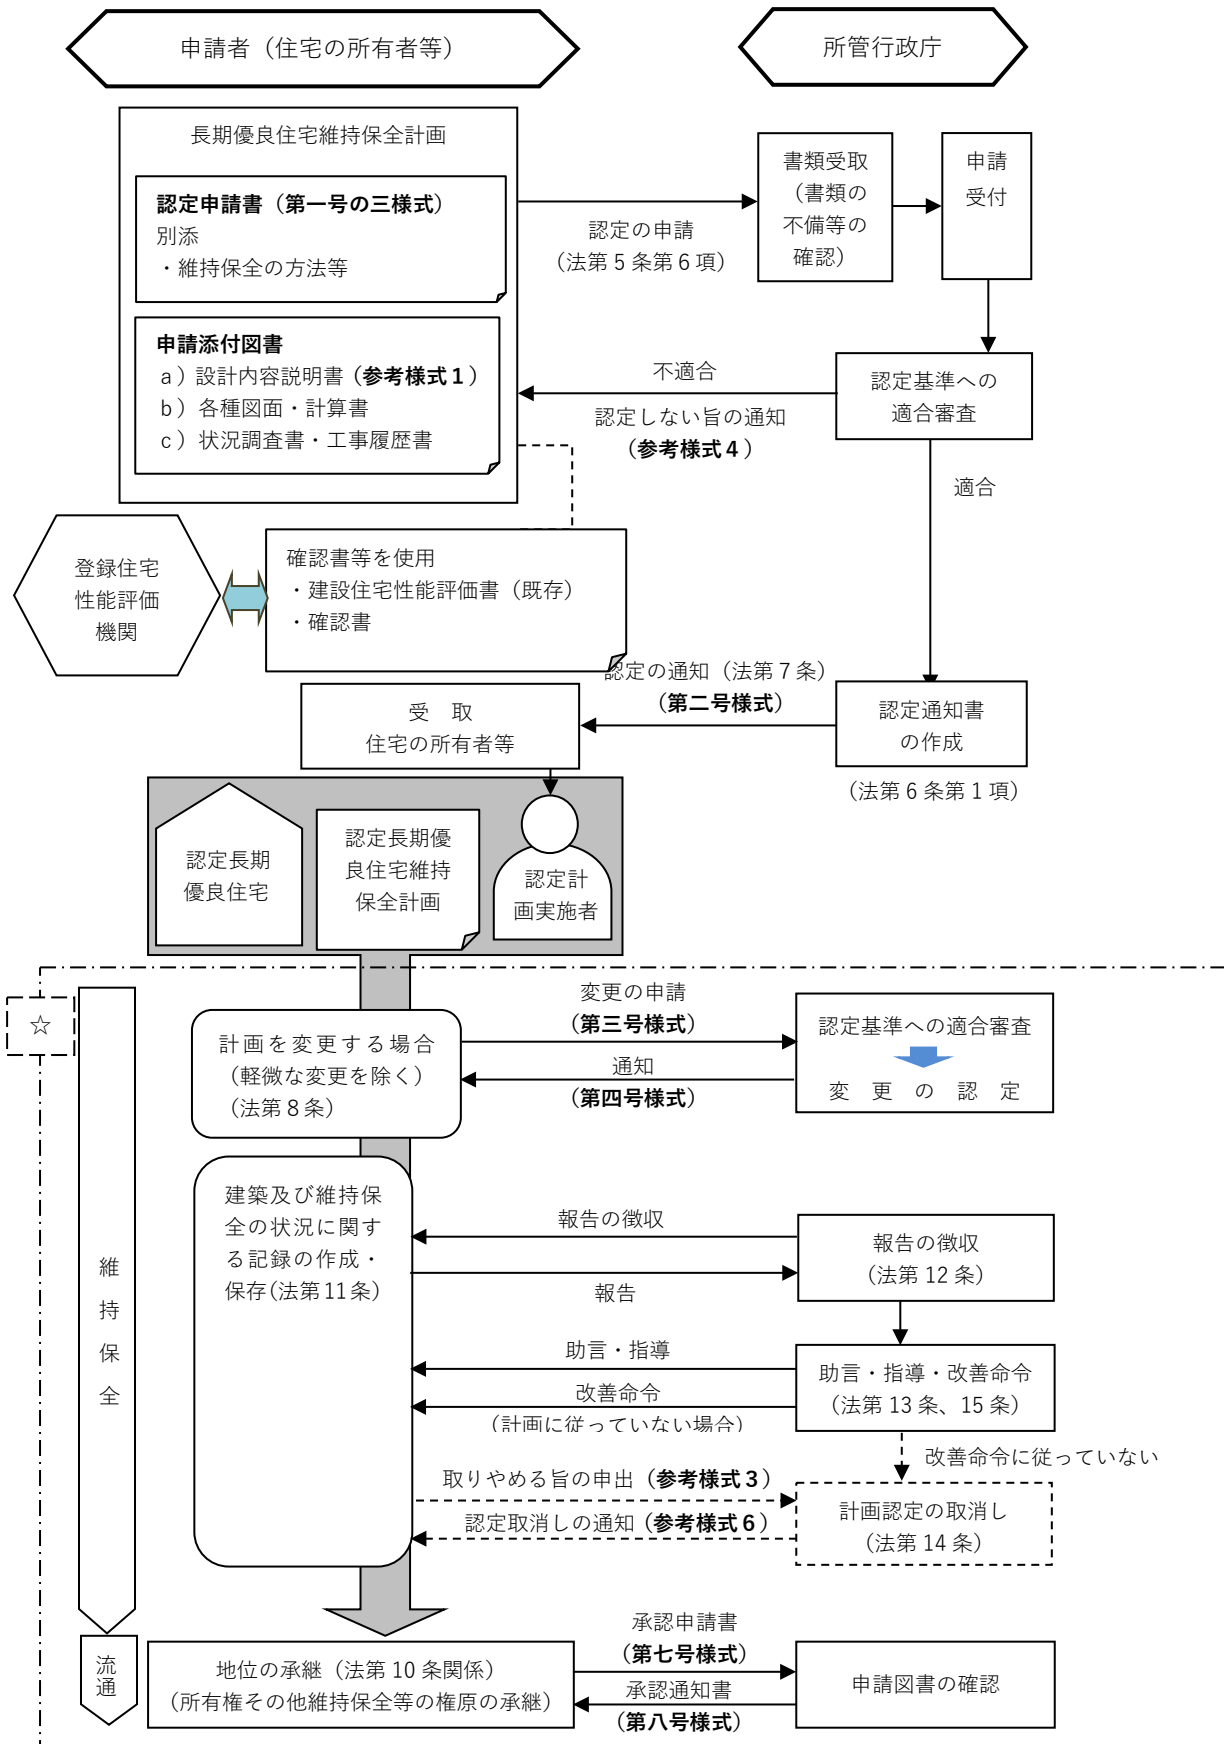 申請者（住宅の所有者等）
所管行政庁
長期優良住宅維持保全計画
認定申請書（第一号の三様式）
別添
・維持保全の方法等
申請添付図書
a）設計内容説明書（参考様式１）
b）各種図面・計算書
c）状況調査書・工事履歴書
認定の申請
（法第５条第６項）
書類受取
（書類の
不備等の
確認）
申請
受付
不適合
認定しない旨の通知
（参考様式４）
認定基準への
適合審査
適合
登録住宅
性能評価
機関
確認書等を使用
・建設住宅性能評価書（既存）
・確認書
認定の通知（法第７条）
（第二号様式）
受　取
住宅の所有者等
認定通知書
の作成
（法第６条第１項）
認定長期
優良住宅
認定長期優
良住宅維持
保全計画
認定計
画実施者
☆
維持保全
計画を変更する場合
（軽微な変更を除く）
（法第８条）
変更の申請
（第三号様式）
通知
（第四号様式）
認定基準への適合審査
変　更　の　認　定
建築及び維持保
全の状況に関す
る記録の作成・
保存（法第11条）
報告の徴収
報告
報告の徴収
（法第 12 条）
助言・指導
改善命令
（計画に従っていない場合）
助言・指導・改善命令
（法第 13 条、15 条）
改善命令に従っていない
取りやめる旨の申出（参考様式３）
認定取消しの通知（参考様式６）
計画認定の取消し
（法第 14 条）
流通
地位の承継（法第 10 条関係）
（所有権その他維持保全等の権原の承継）
承認申請書
（第七号様式）
承認通知書
（第八号様式）
申請図書の確認